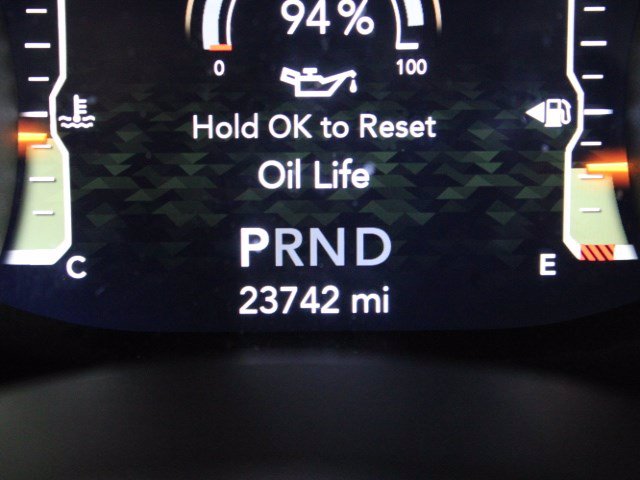 94%
0 100
Hold OK to Reset
Oil Life
PRND
C E
23742 mi